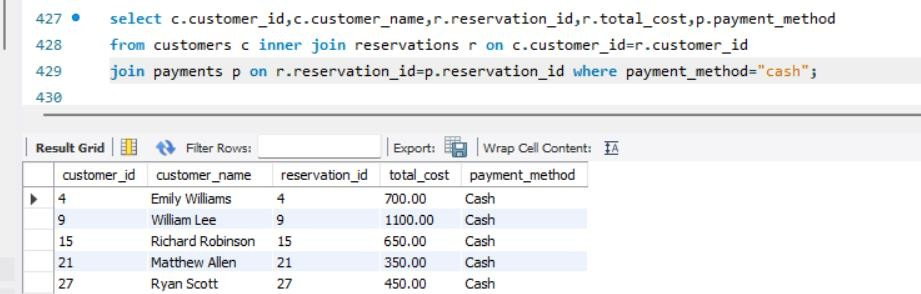 427 select c.customer_id,c.customer_name,r.reservation_id,r.total_cost,p.payment_method
428 from customers c inner join reservations r on c.customer_id=r.customer_id
429 join payments p on r.reservation_id=p.reservation_id where payment_method="cash";
430
Result Grid Filter Rows: Export: Wrap Cell Content:
customer_id customer_name reservation_id total_cost payment_method
4 Emily Williams 4 700.00 Cash
9 William Lee 9 1100.00 Cash
15 Richard Robinson 15 650.00 Cash
21 Matthew Allen 21 350.00 Cash
27 Ryan Scott 27 450.00 Cash